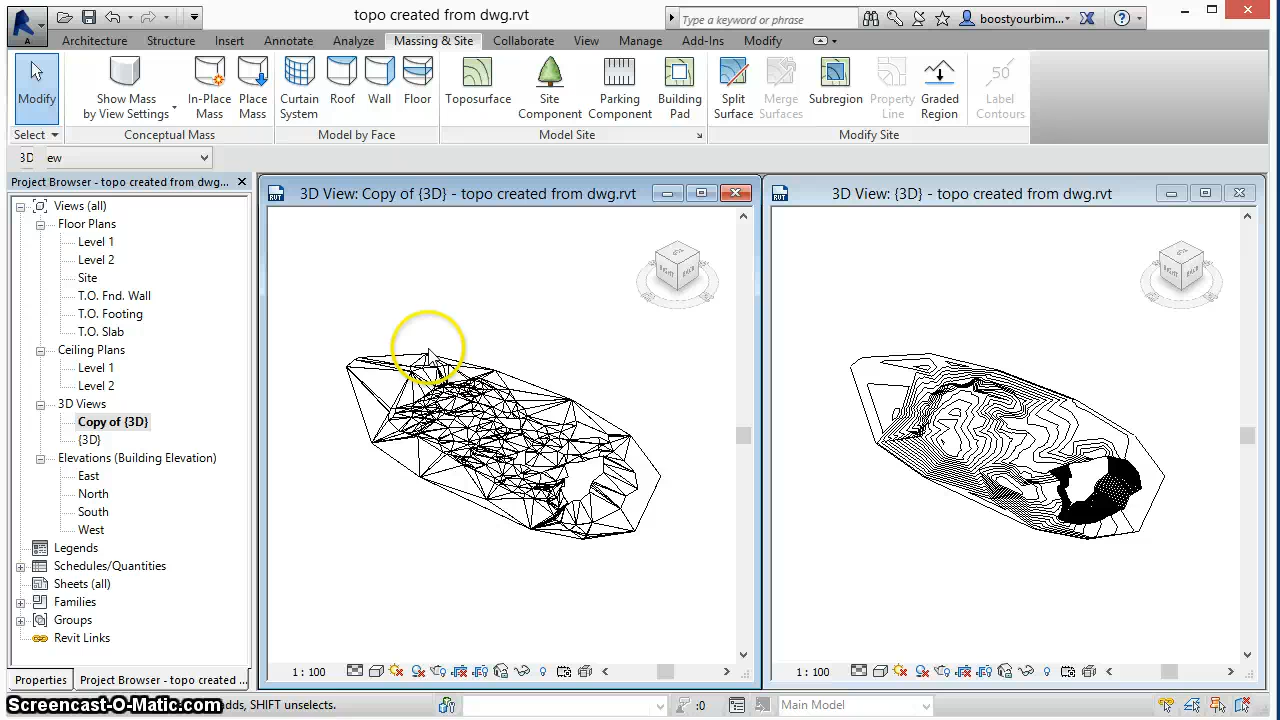 topo created from dwg.rvt
Type a keyword or phrase
boostyourbim...
Architecture Structure Insert Annotate Analyze Massing & Site Collaborate View Manage Add-Ins Modify
Modify
Show Mass
by View Settings
In-Place
Mass
Place
Mass
Curtain
System
Roof
Wall
Floor
Toposurface
Site
Component
Parking
Component
Building
Pad
Split
Surface
Merge
Surfaces
Subregion
Property
Line
Graded
Region
50
Label
Contours
Select
Conceptual Mass
Model by Face
Model Site
Modify Site
3D ew
Project Browser - topo created from dwg...
Views (all)
Floor Plans
Level 1
Level 2
Site
T.O. Fnd. Wall
T.O. Footing
T.O. Slab
Ceiling Plans
Level 1
Level 2
3D Views
Copy of {3D}
{3D}
Elevations (Building Elevation)
East
North
South
West
Legends
Schedules/Quantities
Sheets (all)
Families
Groups
Revit Links
Properties
Project Browser - topo created ...
3D View: Copy of {3D} - topo created from dwg.rvt
RIGHT BACK
1 : 100
3D View: {3D} - topo created from dwg.rvt
RIGHT BACK
1 : 100
Screencast-O-Matic.com
adds, SHIFT unselects.
:0
Main Model